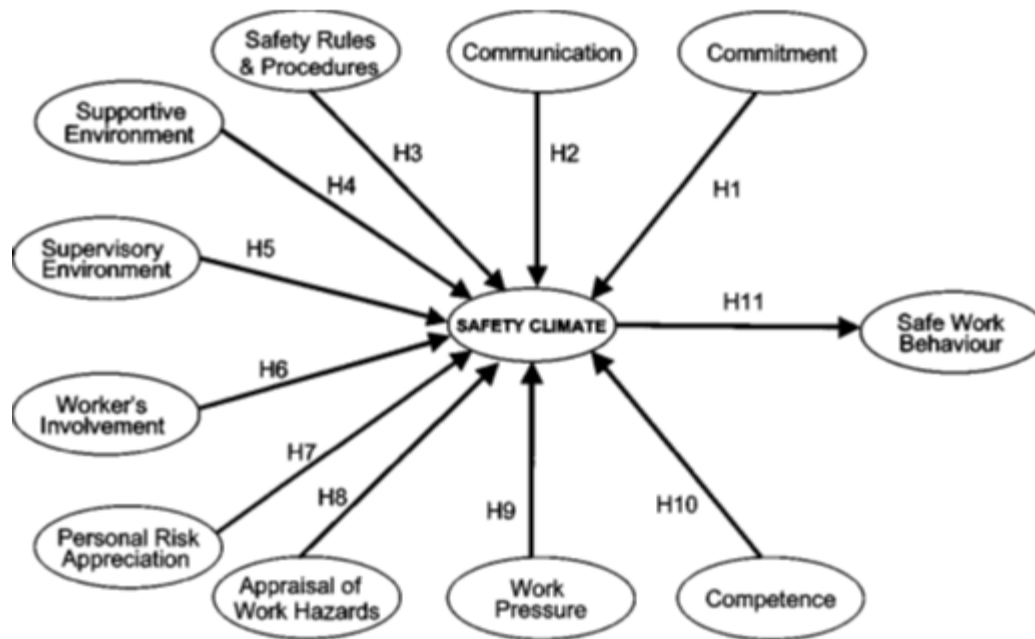 Safety Rules
& Procedures
Communication
Commitment
Supportive
Environment
H3
H2
H4
H1
Supervisory
Environment
H5
SAFETY CLIMATE
H11
Safe Work
Behaviour
H6
Worker's
Involvement
H7
H8
H9
H10
Personal Risk
Appreciation
Appraisal of
Work Hazards
Work
Pressure
Competence